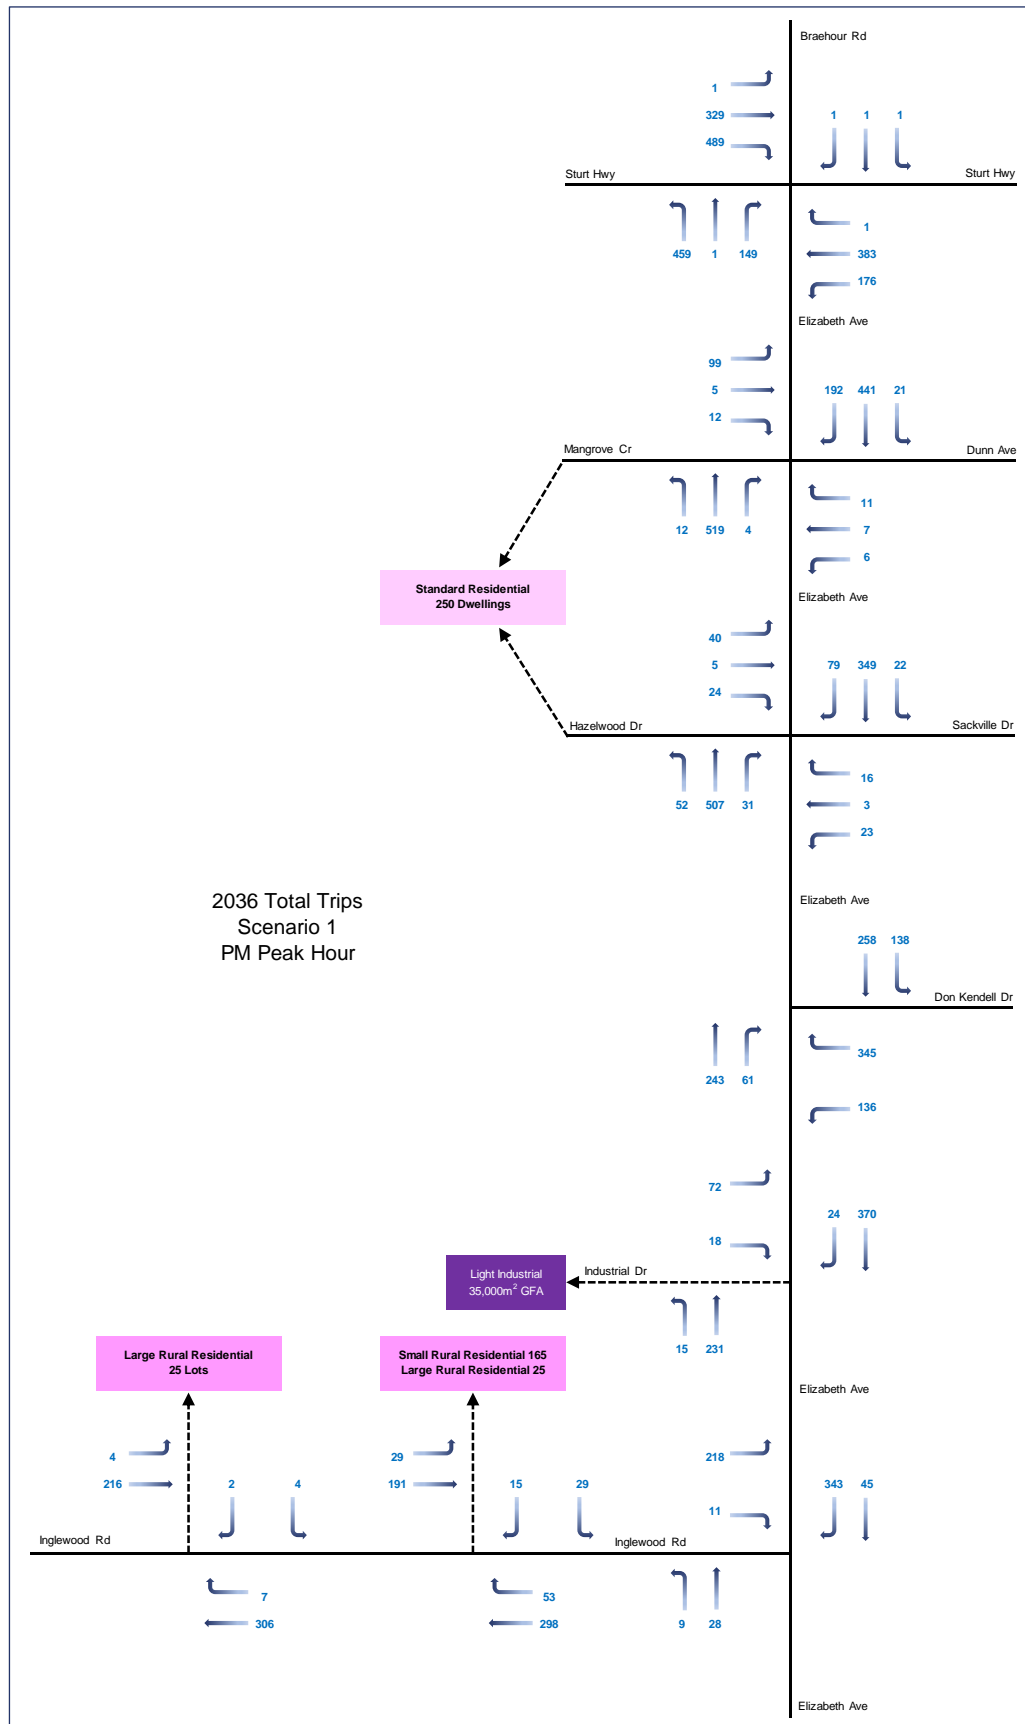 Braehour Rd
1
329
489
1 1 1
Sturt Hwy
Sturt Hwy
459 1 149
1
383
176
Elizabeth Ave
99
5
12
192 441 21
Mangrove Cr
Dunn Ave
12 519 4
11
7
6
Standard Residential
250 Dwellings
Elizabeth Ave
40
5
24
79 349 22
Hazelwood Dr
Sackville Dr
52 507 31
16
3
23
2036 Total Trips
Scenario 1
PM Peak Hour
Elizabeth Ave
258 138
Don Kendell Dr
243 61
345
136
72
18
24 370
Light Industrial
35,000m² GFA
Industrial Dr
15 231
Large Rural Residential
25 Lots
Small Rural Residential 165
Large Rural Residential 25
Elizabeth Ave
4
216
2 4
29
191
15 29
218
11
343 45
Inglewood Rd
Inglewood Rd
7
306
53
298
9 28
Elizabeth Ave